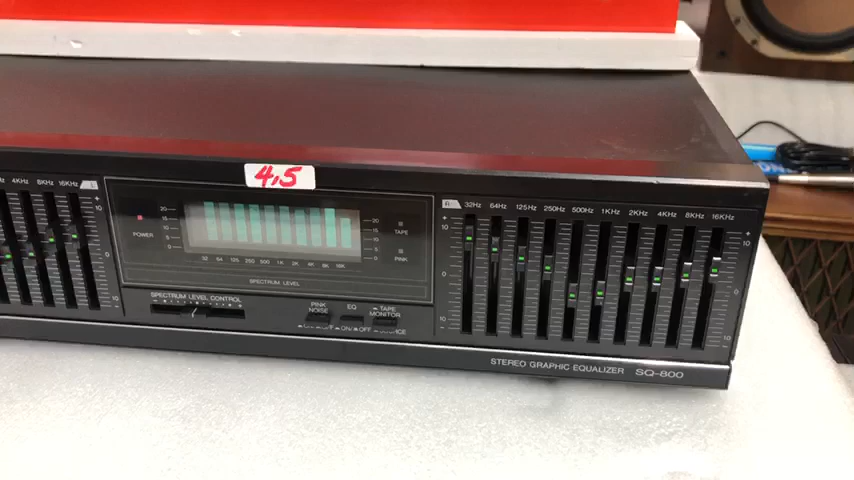 4,5
4KHz 8KHz 16KHz L
+ 10
0
- 10
20 15 10 5 0
20 15 10 5 0
POWER
TAPE
PINK
32 64 125 250 500 1K 2K 4K 8K 16K
SPECTRUM LEVEL
SPECTRUM LEVEL CONTROL
PINK NOISE
EQ
TAPE MONITOR
ON/OFF
R 32Hz 64Hz 125Hz 250Hz 500Hz 1KHz 2KHz 4KHz 8KHz 16KHz
+ 10 + 10
0 0
10 - 10 -
STEREO GRAPHIC EQUALIZER SQ-800